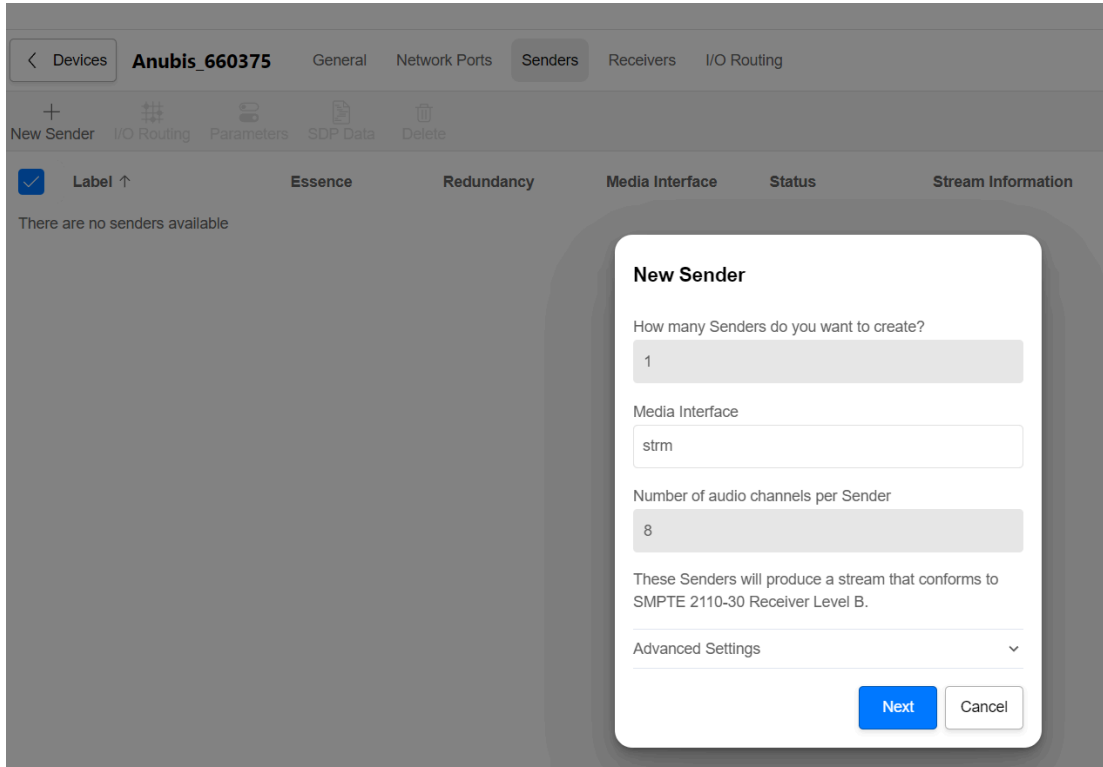 Devices Anubis_660375 General Network Ports Senders Receivers I/O Routing
New Sender I/O Routing Parameters SDP Data Delete
Label ↑ Essence Redundancy Media Interface Status Stream Information
There are no senders available
New Sender
How many Senders do you want to create?
1
Media Interface
strm
Number of audio channels per Sender
8
These Senders will produce a stream that conforms to
SMPTE 2110-30 Receiver Level B.
Advanced Settings
Next Cancel